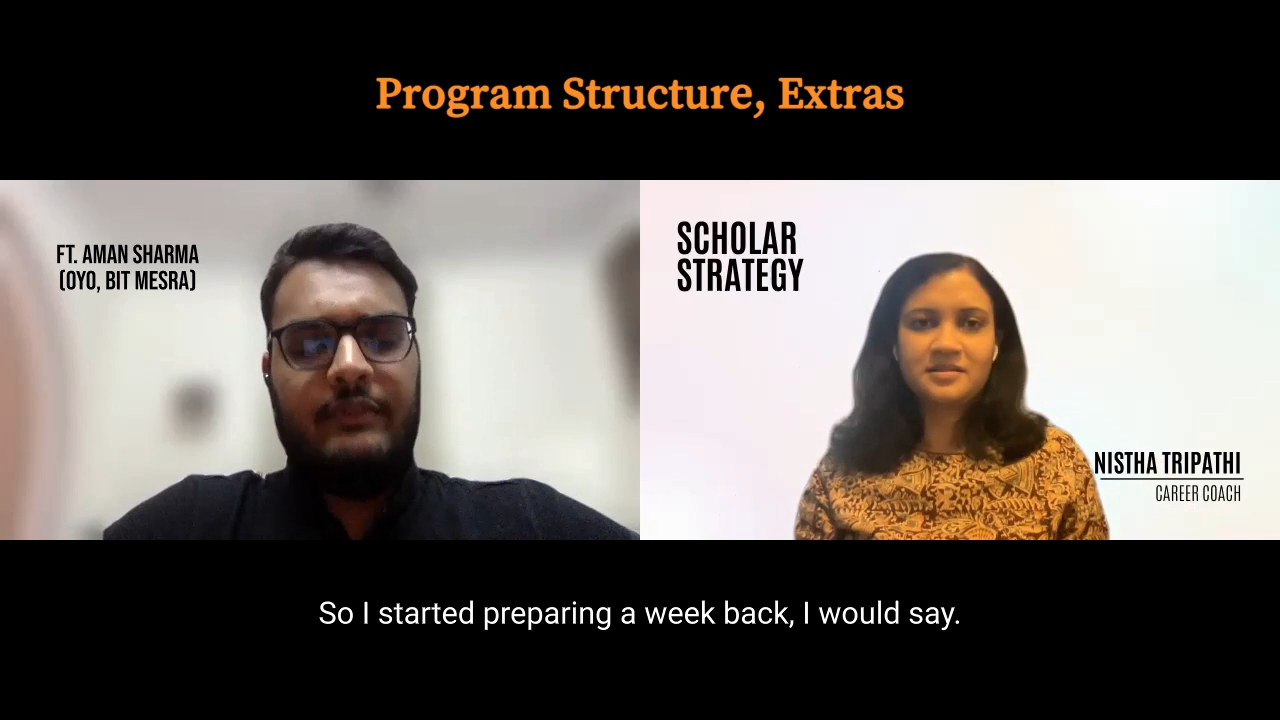 Program Structure, Extras
FT. AMAN SHARMA
(OYO, BIT MESRA)
SCHOLAR
STRATEGY
NISTHA TRIPATHI
CAREER COACH
So I started preparing a week back, I would say.